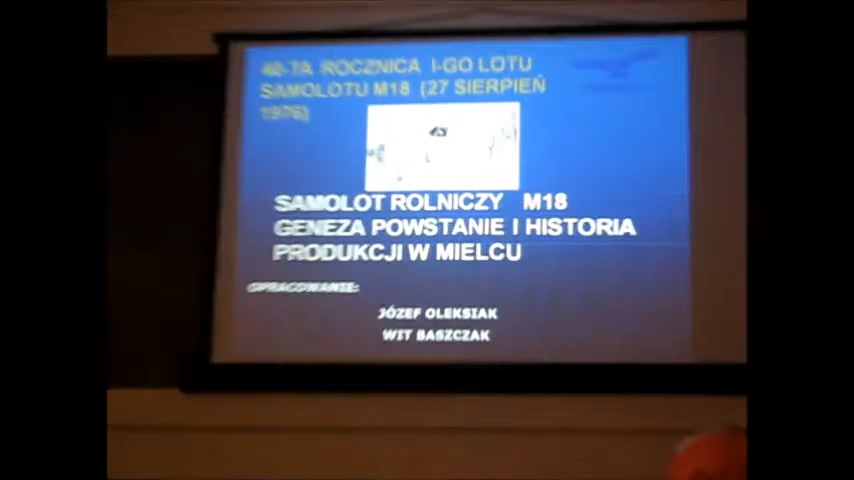 40-TA ROCZNICA I-GO LOTU
SAMOLOTU M18 (27 SIERPIEŃ
1976)
SAMOLOT ROLNICZY M18
GENEZA POWSTANIE I HISTORIA
PRODUKCJI W MIELCU
OPRACOWANIE:
JÓZEF OLEKSIAK
WIT BASZCZAK